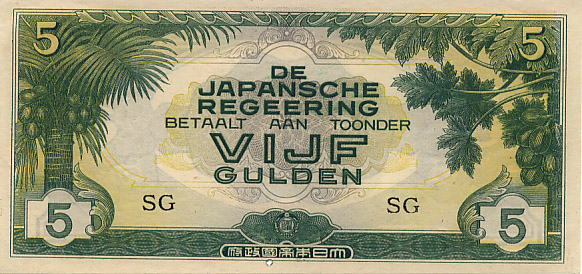 5 5
DE
JAPANSCHE
REGEERING
BETAALT AAN TOONDER
VIJF
GULDEN
SG SG
5 5
大日本帝國政府